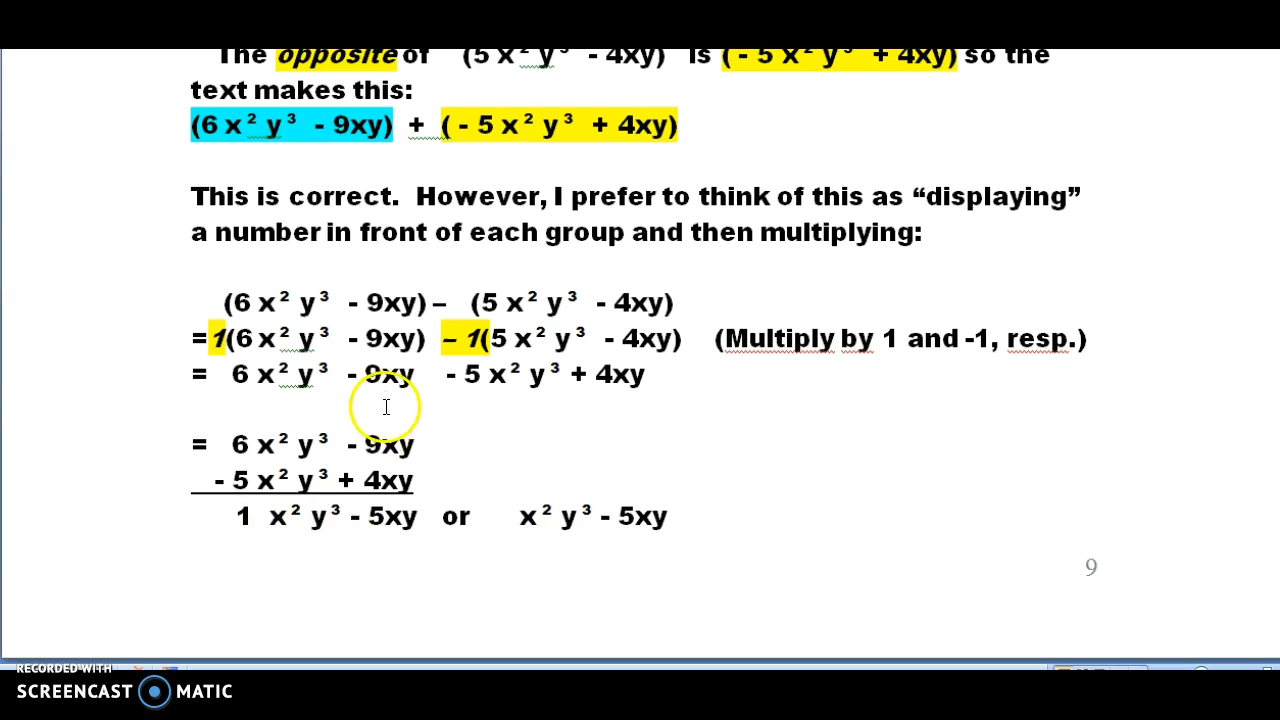 The opposite of (5 x² y³ - 4xy) is (- 5 x² y³ + 4xy) so the
text makes this:
(6 x² y³ - 9xy) + (- 5 x² y³ + 4xy)
This is correct. However, I prefer to think of this as “displaying”
a number in front of each group and then multiplying:
(6 x² y³ - 9xy) – (5 x² y³ - 4xy)
= 1(6 x² y³ - 9xy) – 1(5 x² y³ - 4xy) (Multiply by 1 and -1, resp.)
= 6 x² y³ - 9xy - 5 x² y³ + 4xy
= 6 x² y³ - 9xy
- 5 x² y³ + 4xy
1 x² y³ - 5xy or x² y³ - 5xy
9
RECORDED WITH
SCREENCAST MATIC